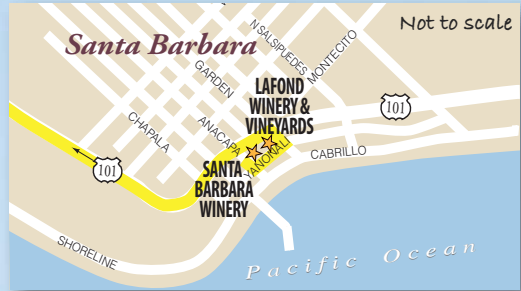 Not to scale
Santa Barbara
N SALSIPUEDES
MONTECITO
GARDEN
LAFOND
WINERY &
VINEYARDS
101
CHAPALA
ANACAPA
YANONALI
CABRILLO
101
SANTA
BARBARA
WINERY
SHORELINE
Pacific Ocean